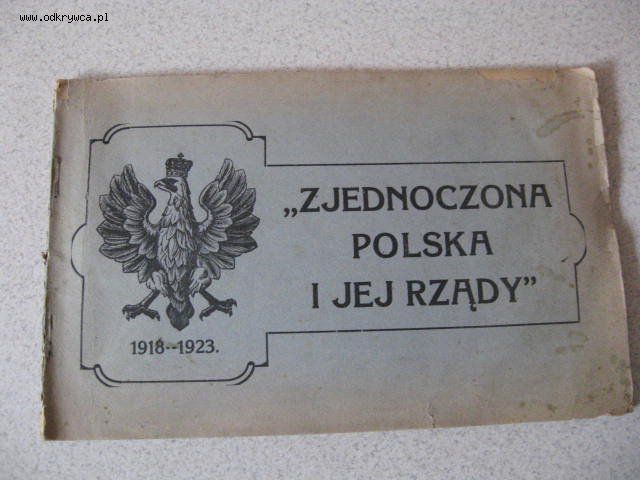 www.odkrywca.pl
„ZJEDNOCZONA
POLSKA
I JEJ RZĄDY"
1918--1923.